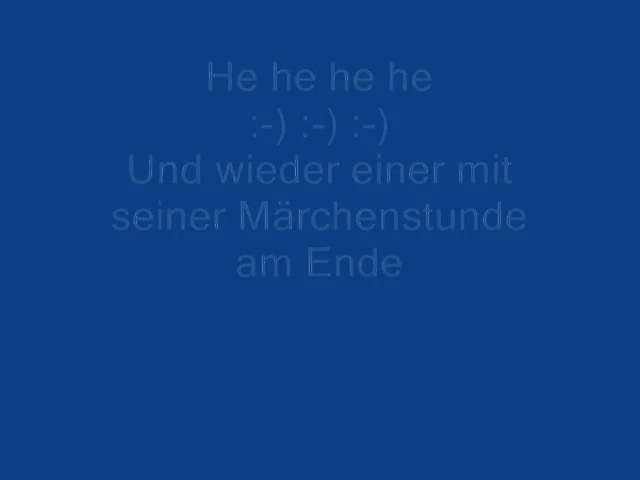 He he he he
:-) :-) :-)
Und wieder einer mit
seiner Märchenstunde
am Ende